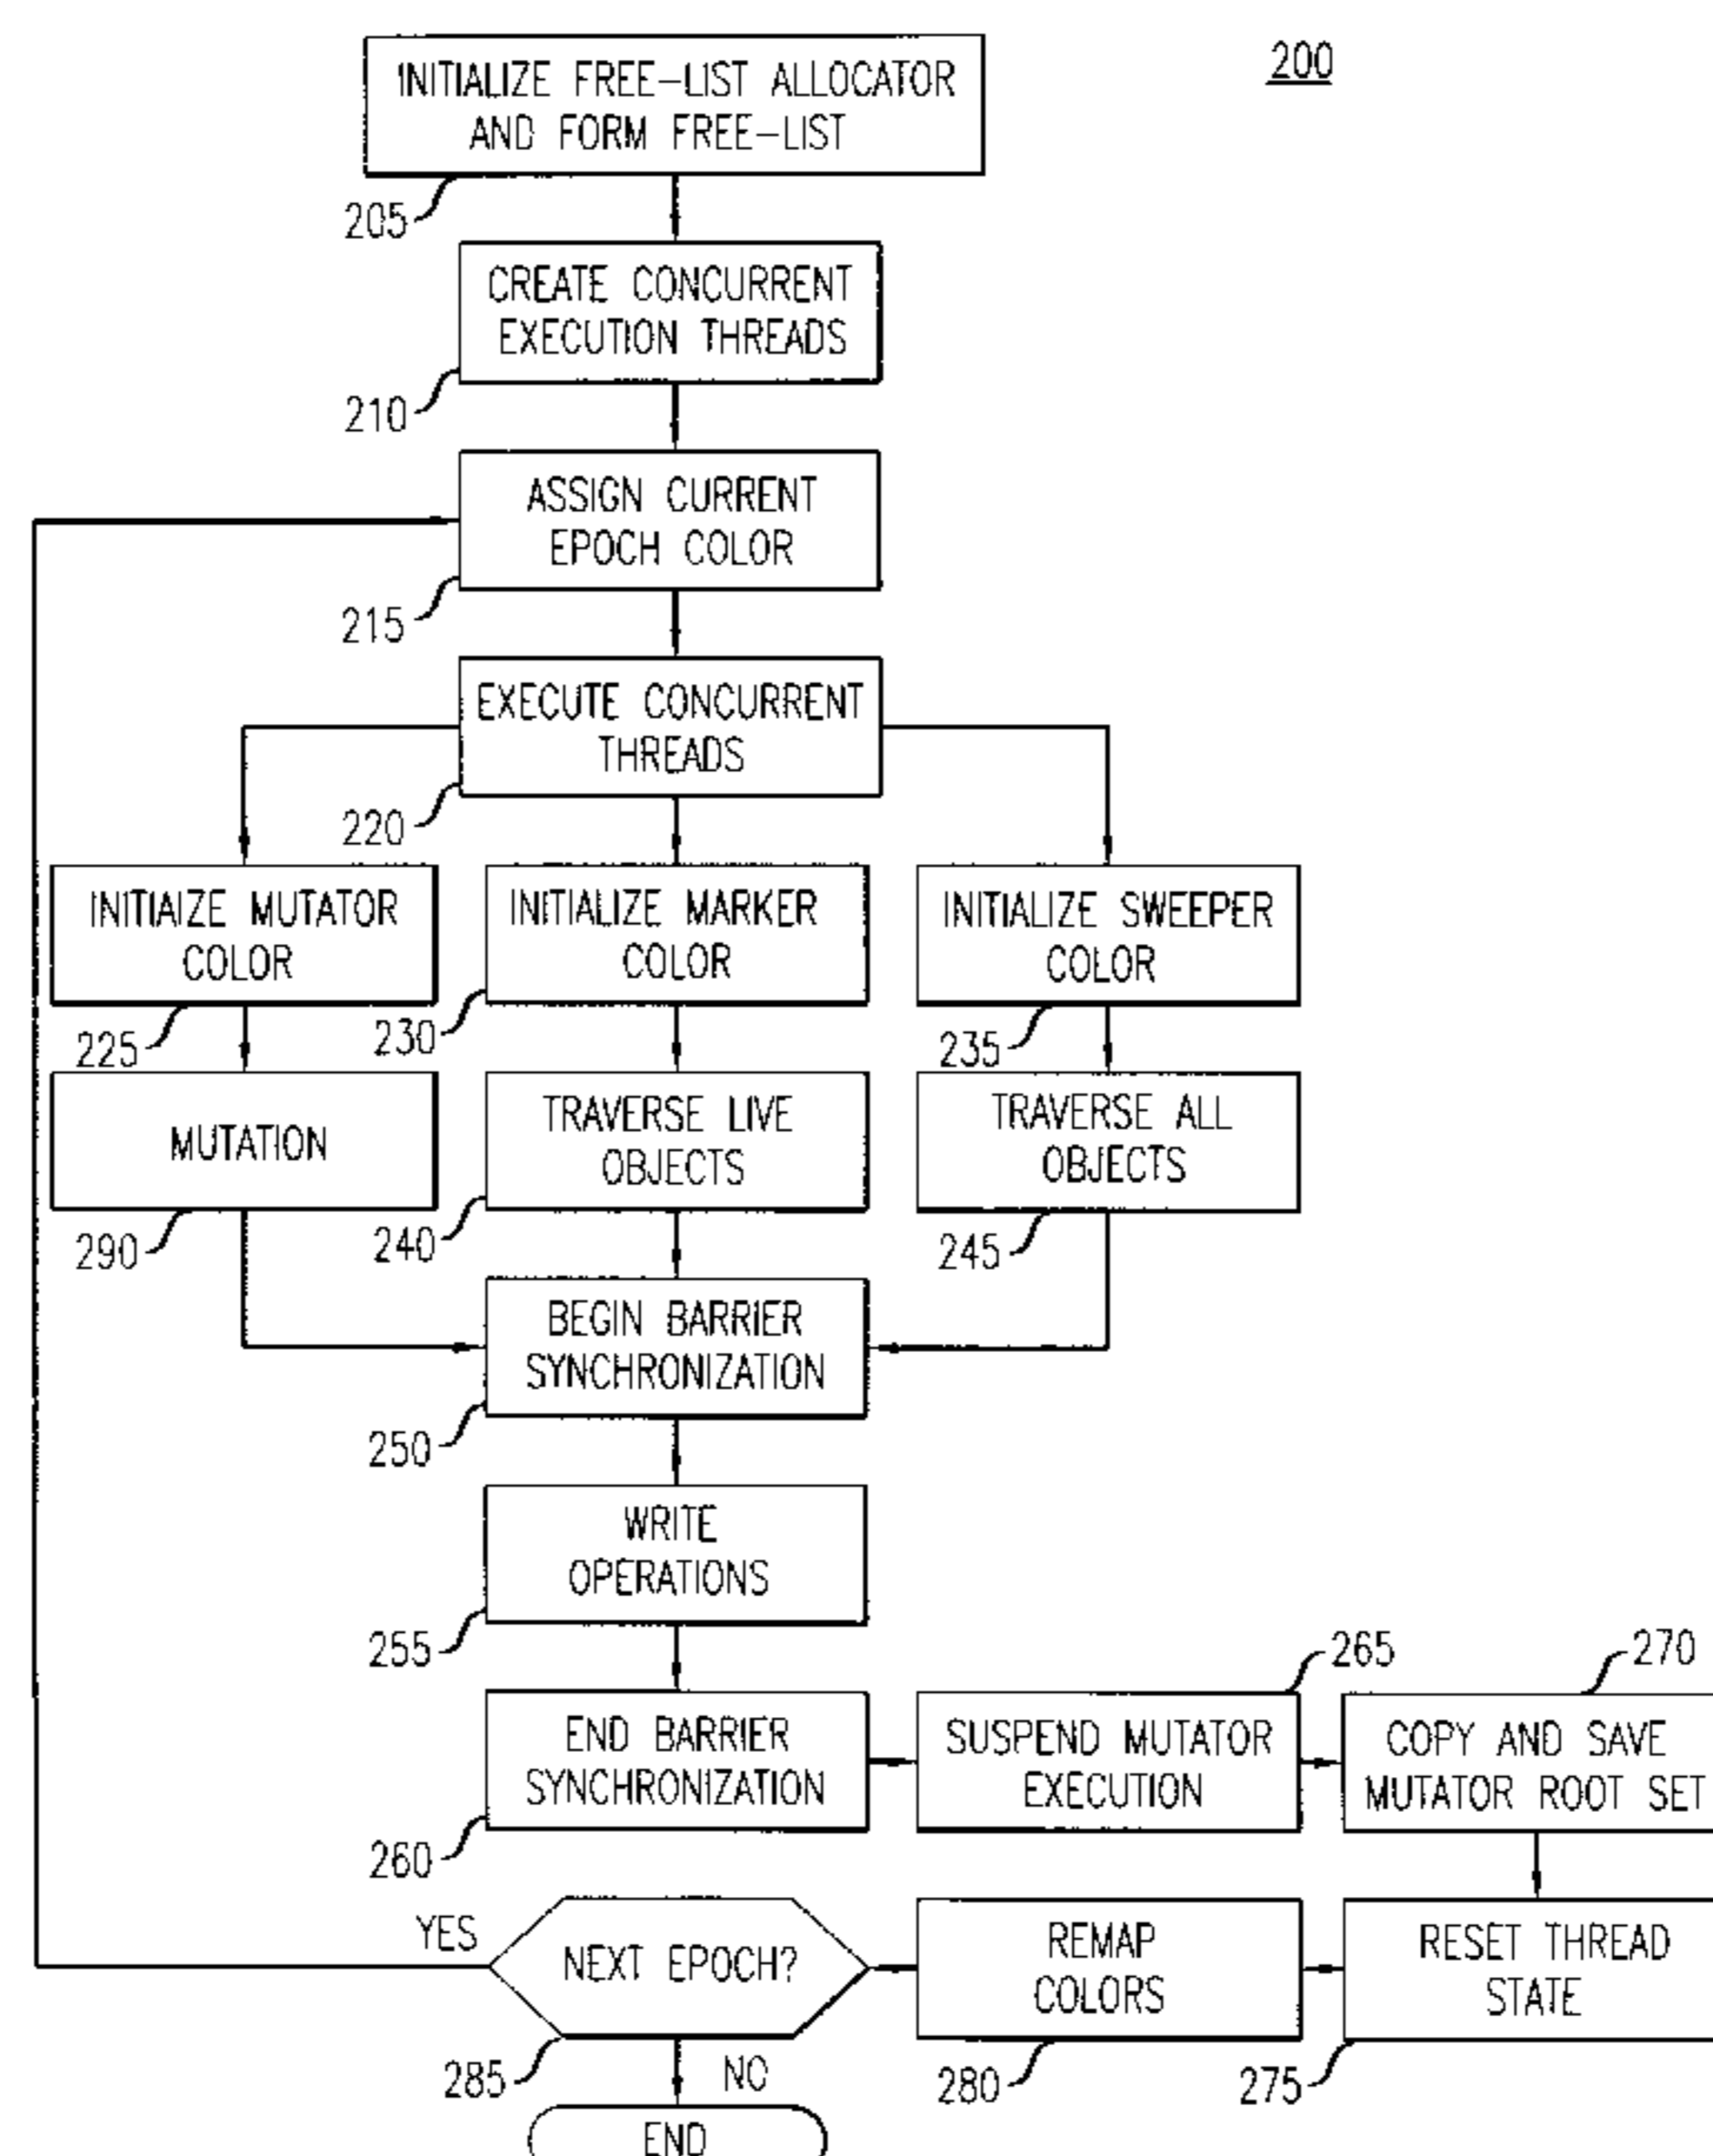 200
INITIALIZE FREE-LIST ALLOCATOR
AND FORM FREE-LIST
205
CREATE CONCURRENT
EXECUTION THREADS
210
ASSIGN CURRENT
EPOCH COLOR
215
EXECUTE CONCURRENT
THREADS
220
INITIAIZE MUTATOR
COLOR
225
INITIALIZE MARKER
COLOR
230
INITIALIZE SWEEPER
COLOR
235
MUTATION
290
TRAVERSE LIVE
OBJECTS
240
TRAVERSE ALL
OBJECTS
245
BEGIN BARRIER
SYNCHRONIZATION
250
WRITE
OPERATIONS
255
END BARRIER
SYNCHRONIZATION
260
SUSPEND MUTATOR
EXECUTION
265
COPY AND SAVE
MUTATOR ROOT SET
270
YES
NEXT EPOCH?
285
NO
REMAP
COLORS
280
RESET THREAD
STATE
275
END